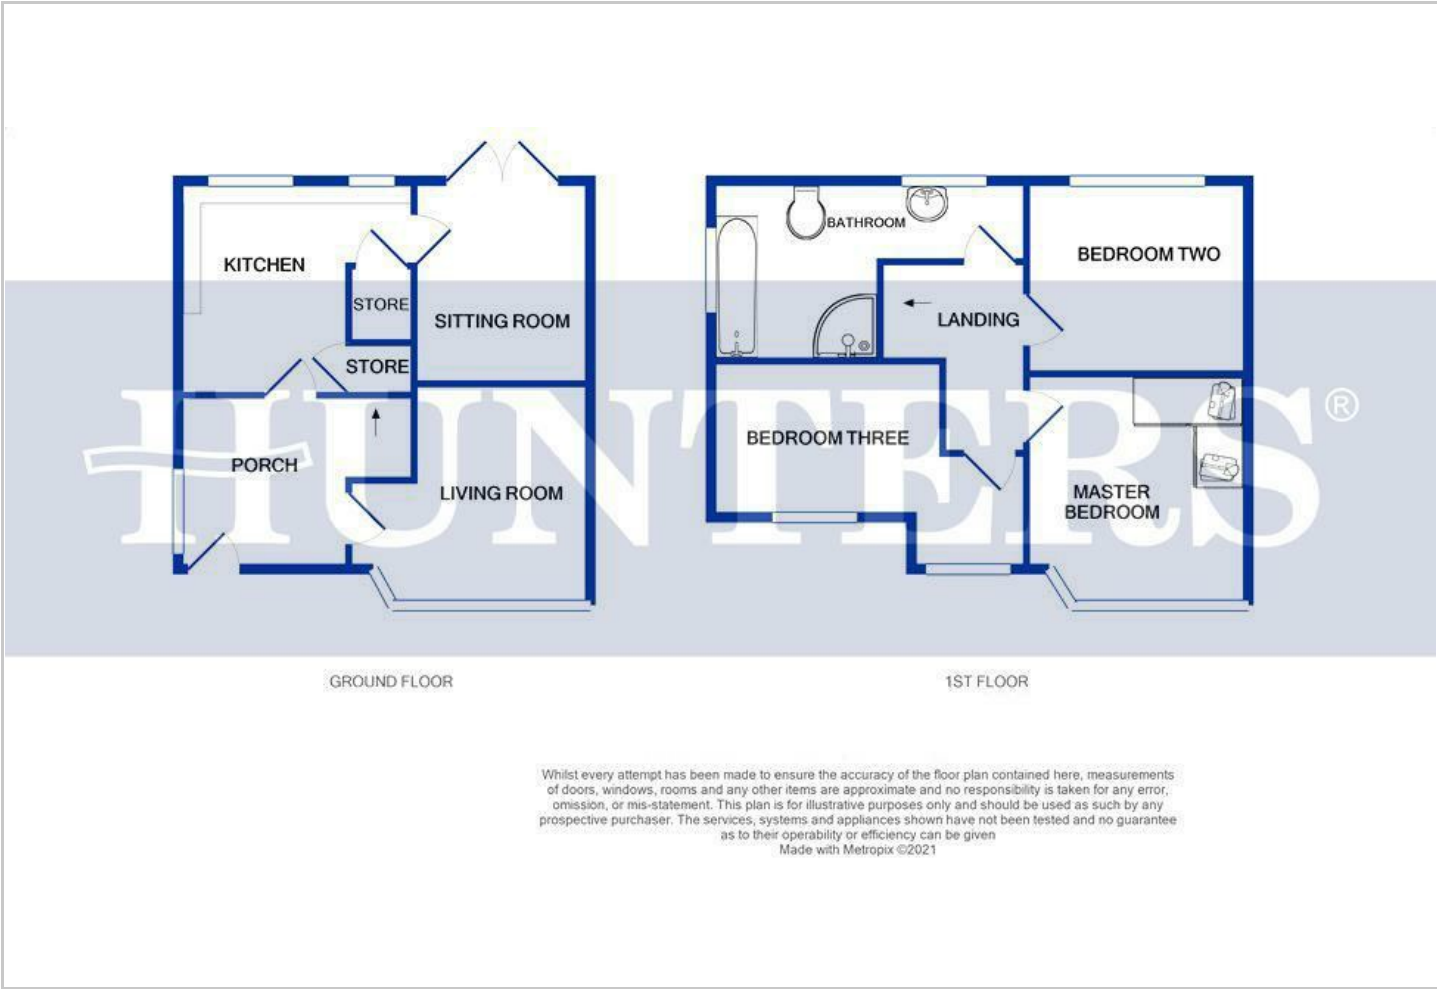 KITCHEN
STORE
SITTING ROOM
STORE
PORCH
LIVING ROOM
GROUND FLOOR
BATHROOM
BEDROOM TWO
LANDING
BEDROOM THREE
MASTER
BEDROOM
1ST FLOOR
HUNTERS®
Whilst every attempt has been made to ensure the accuracy of the floor plan contained here, measurements
of doors, windows, rooms and any other items are approximate and no responsibility is taken for any error,
omission, or mis-statement. This plan is for illustrative purposes only and should be used as such by any
prospective purchaser. The services, systems and appliances shown have not been tested and no guarantee
as to their operability or efficiency can be given
Made with Metropix ©2021